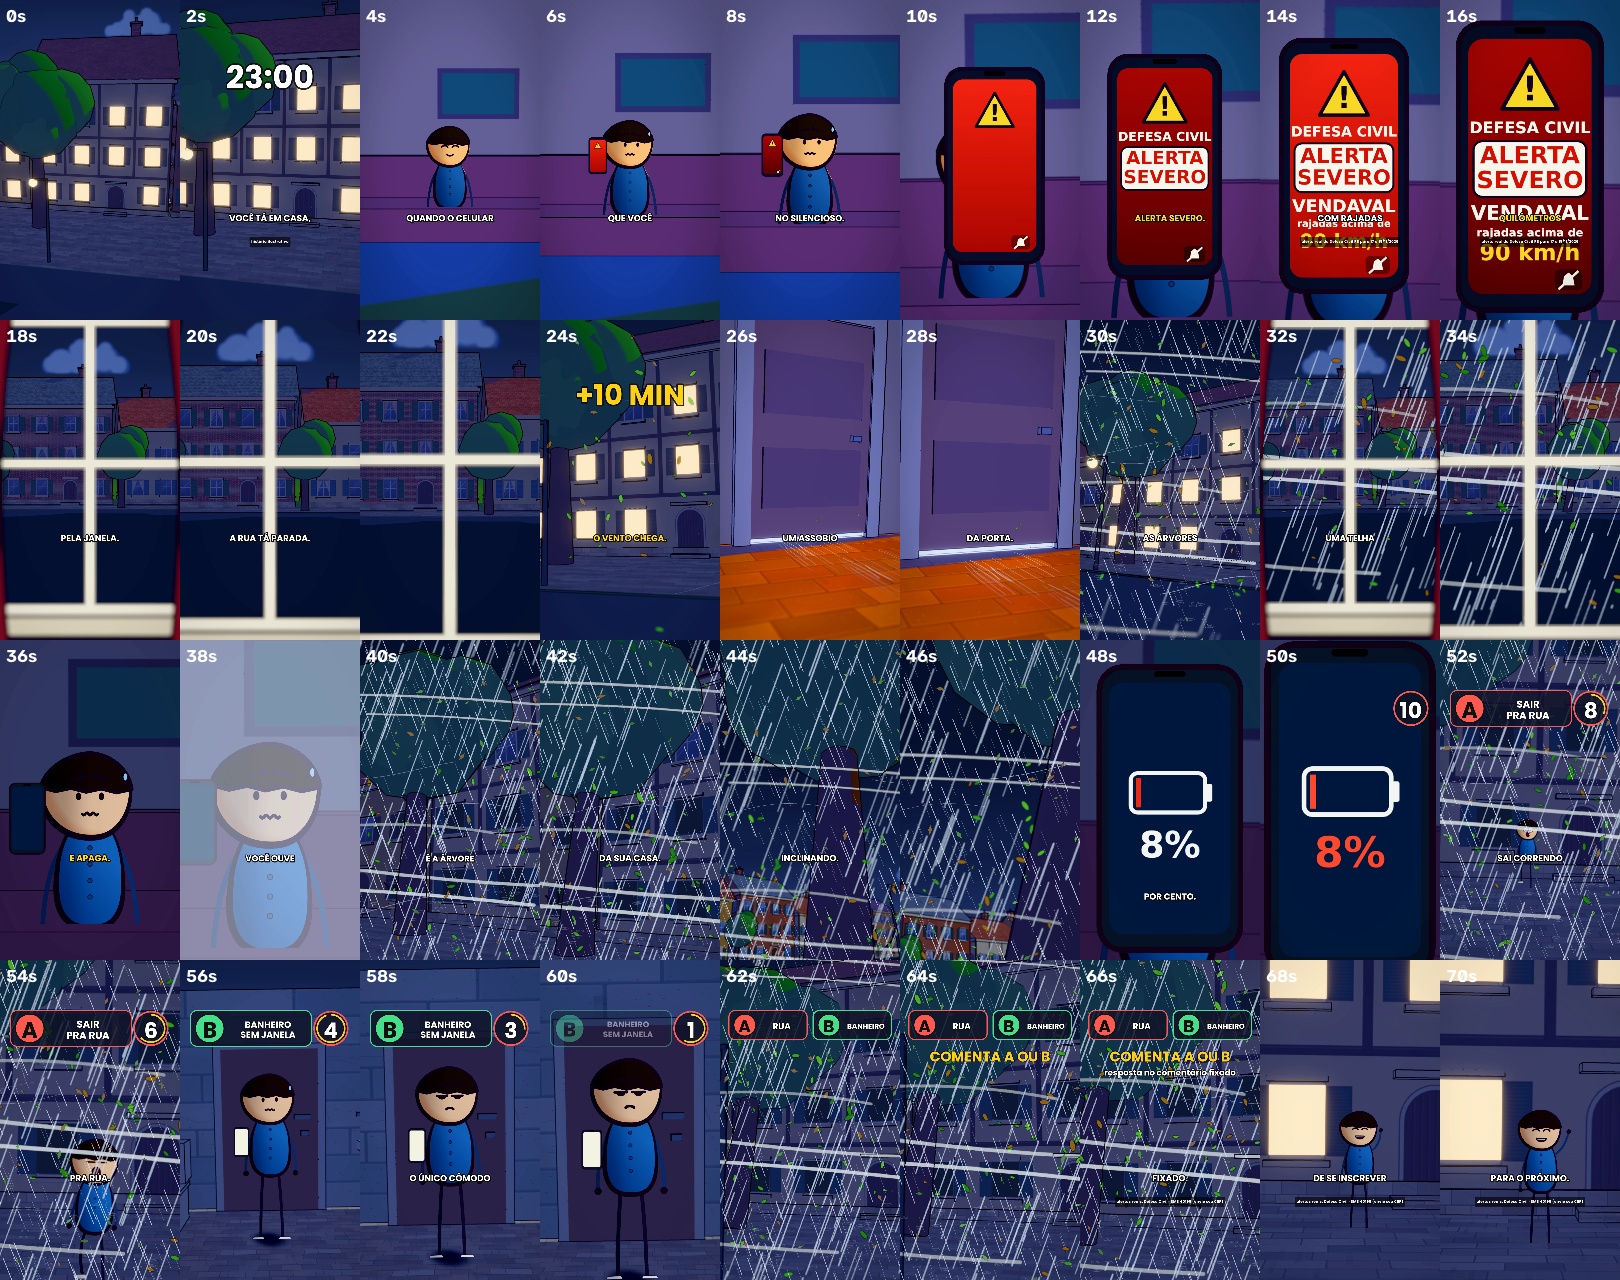 0s
2s
23:00
VOCÊ TÁ EM CASA,
história ilustrativa
4s
QUANDO O CELULAR
6s
QUE VOCÊ
8s
NO SILENCIOSO.
10s
12s
DEFESA CIVIL
ALERTA
SEVERO
ALERTA SEVERO.
14s
DEFESA CIVIL
ALERTA
SEVERO
VENDAVAL
COM RAJADAS
rajadas acima de
90 km/h
16s
DEFESA CIVIL
ALERTA
SEVERO
VENDAVAL
QUILÔMETROS
rajadas acima de
90 km/h
18s
PELA JANELA.
20s
A RUA TÁ PARADA.
22s
24s
+10 MIN
O VENTO CHEGA.
26s
UM ASSOBIO
28s
DA PORTA.
30s
AS ÁRVORES
32s
UMA TELHA
34s
36s
E APAGA.
38s
VOCÊ OUVE
40s
É A ÁRVORE
42s
DA SUA CASA.
44s
INCLINANDO.
46s
48s
8%
POR CENTO.
50s
10
8%
52s
A
SAIR
PRA RUA
8
SAI CORRENDO
54s
A
SAIR
PRA RUA
6
PRA RUA.
56s
B
BANHEIRO
SEM JANELA
4
58s
B
BANHEIRO
SEM JANELA
3
O ÚNICO CÔMODO
60s
B
BANHEIRO
SEM JANELA
1
62s
A RUA
B BANHEIRO
64s
A RUA
B BANHEIRO
COMENTA A OU B
66s
A RUA
B BANHEIRO
COMENTA A OU B
resposta no comentário fixado
FIXADO.
68s
DE SE INSCREVER
70s
PARA O PRÓXIMO.